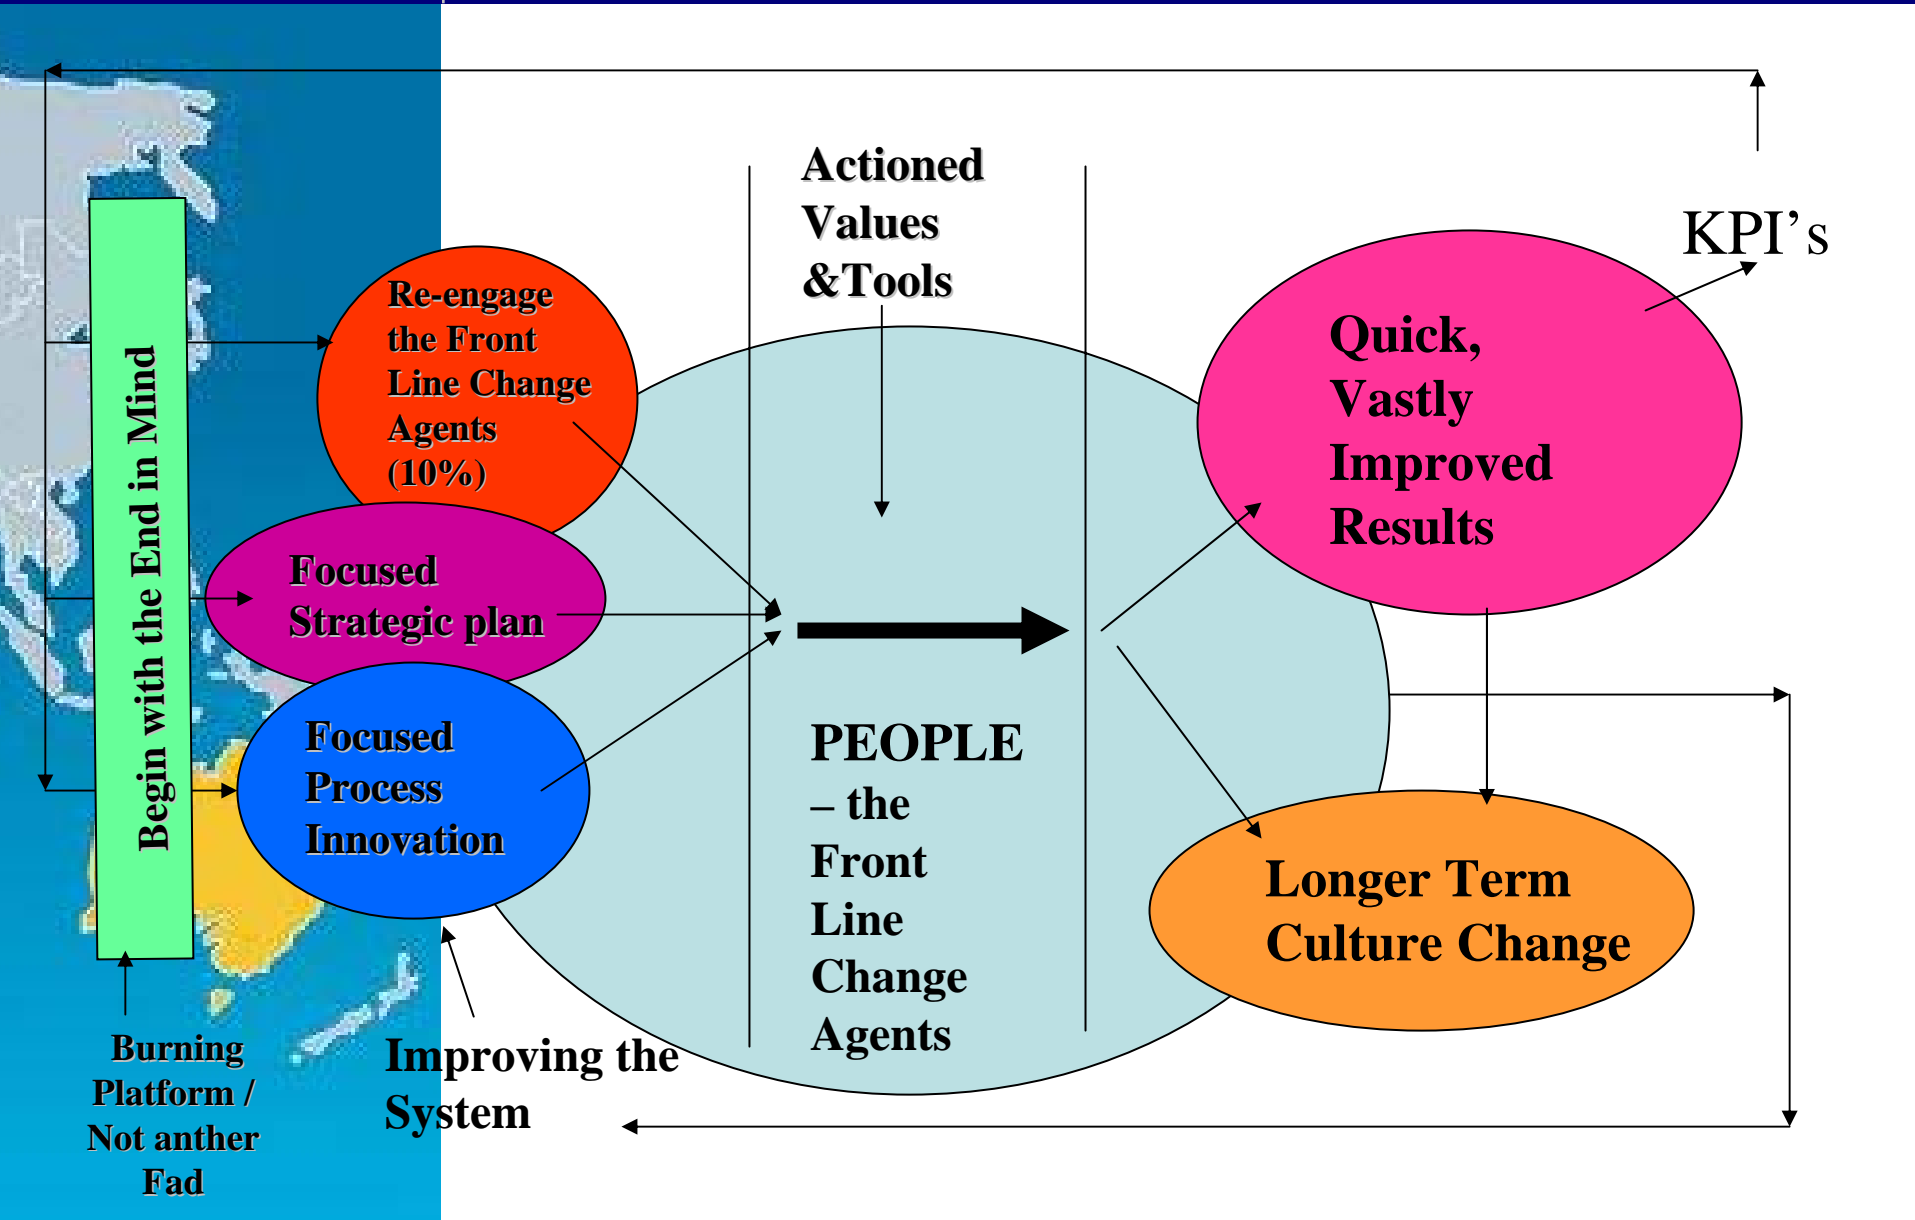 Actioned
Values
&Tools
KPI’s
Re-engage
the Front
Line Change
Agents
(10%)
Quick,
Vastly
Improved
Results
Begin with the End in Mind
Focused
Strategic plan
Focused
Process
Innovation
PEOPLE
– the
Front
Line
Change
Agents
Longer Term
Culture Change
Burning
Platform /
Not anther
Fad
Improving the
System